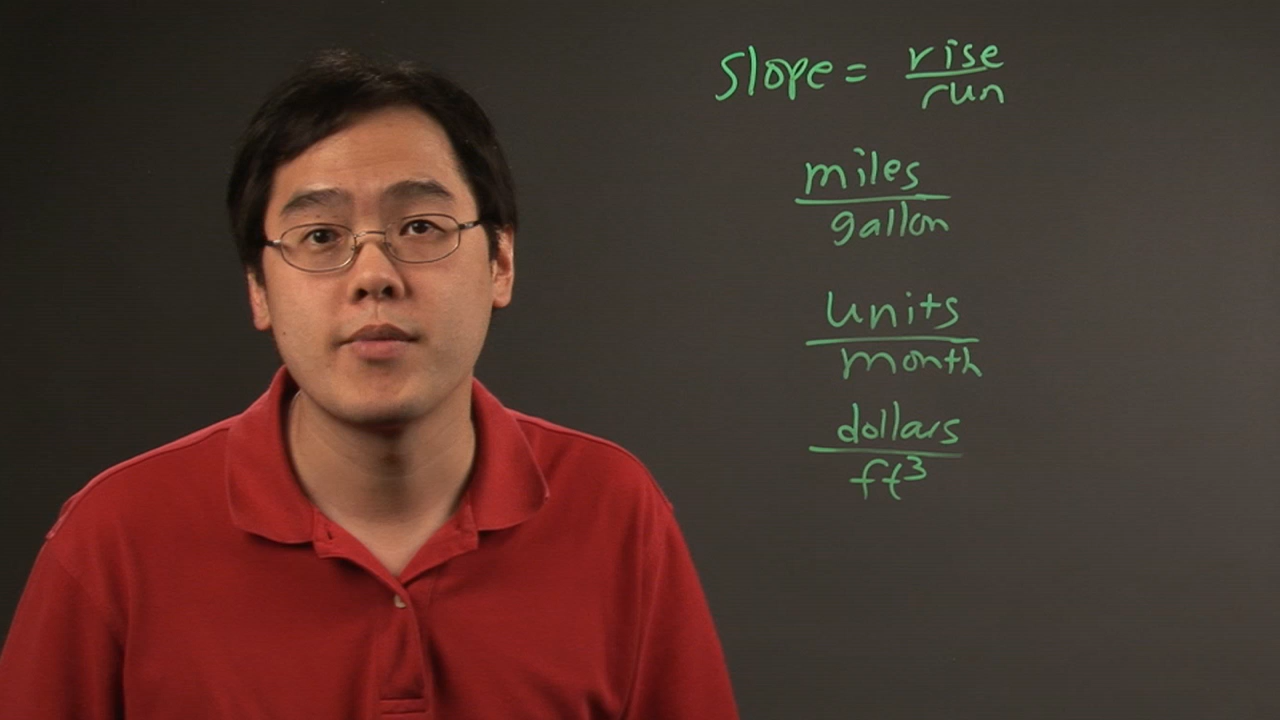 slope = rise
run
miles
gallon
units
month
dollars
ft³